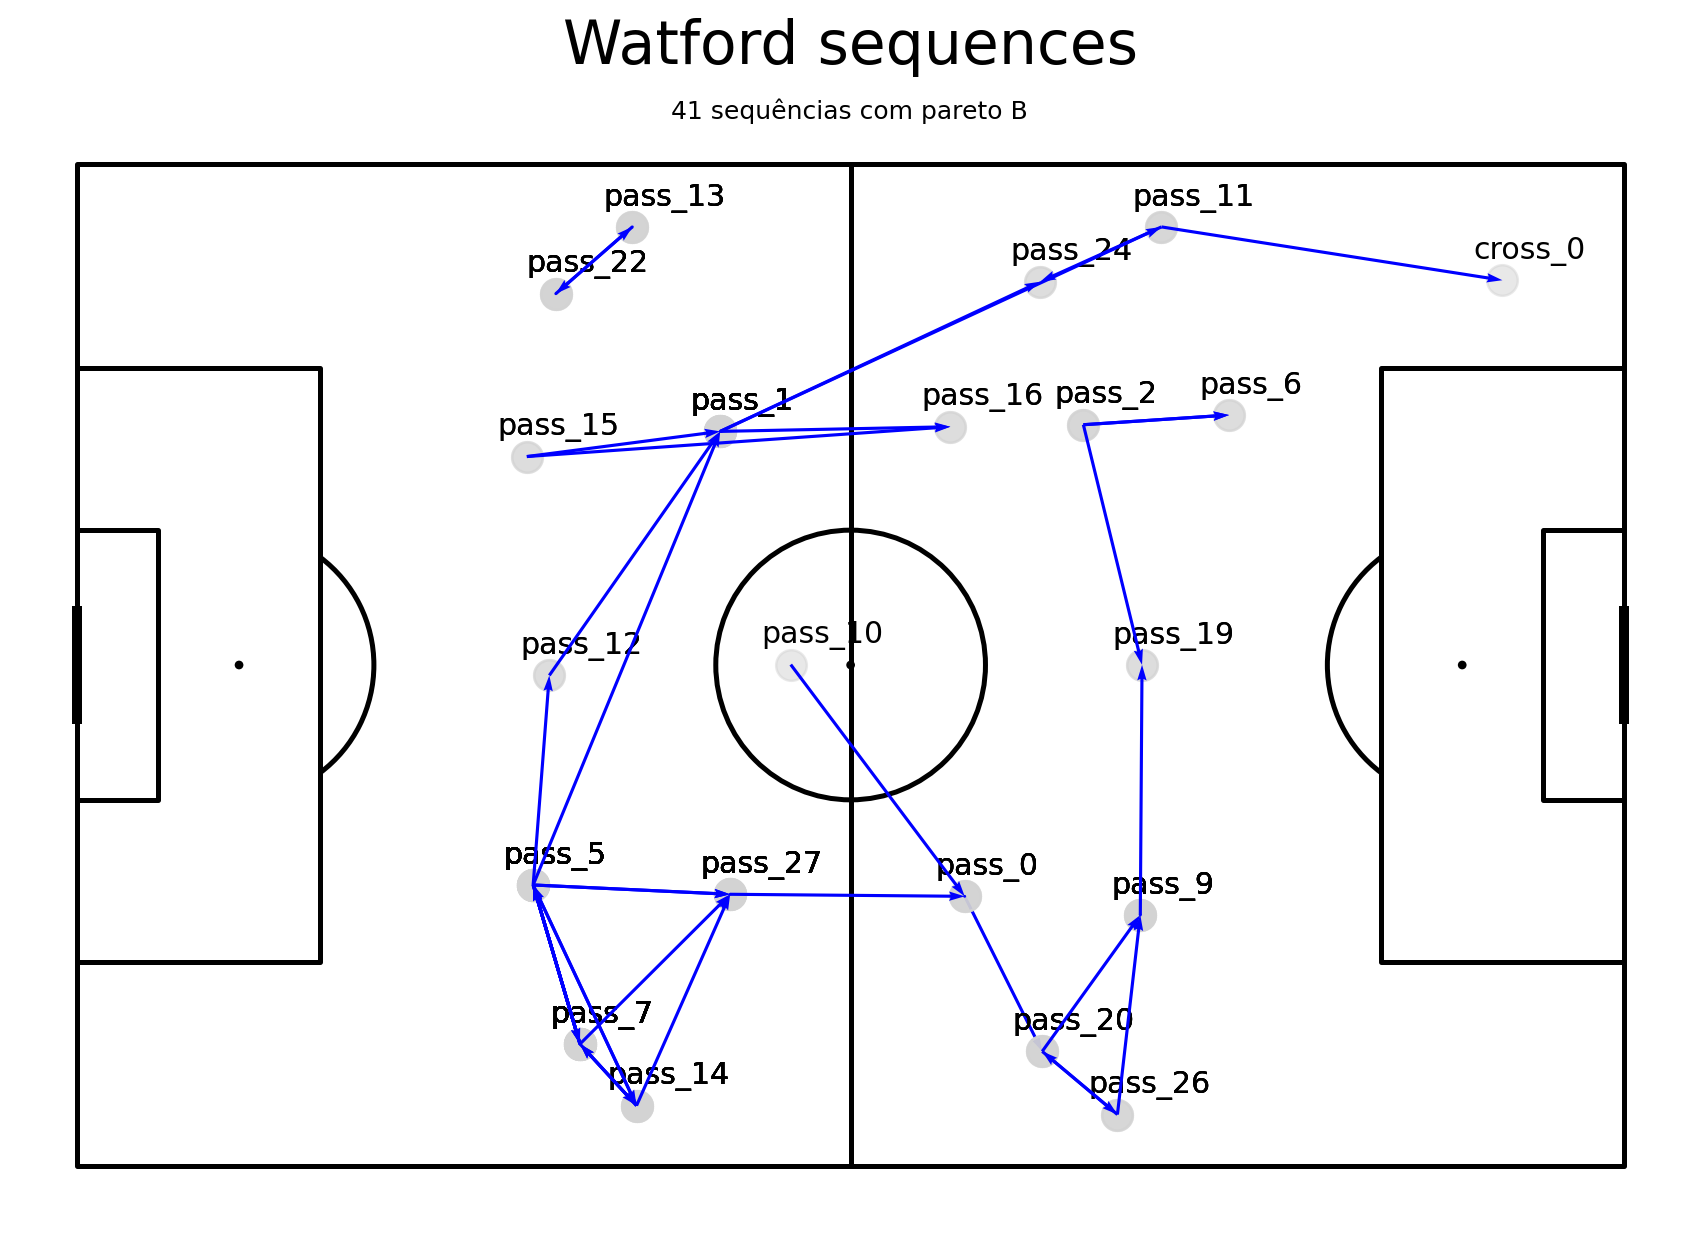 Watford sequences
41 sequências com pareto B
pass_13
pass_11
pass_22
pass_24
cross_0
pass_1
pass_16
pass_2
pass_6
pass_15
pass_12
pass_10
pass_19
pass_5
pass_27
pass_0
pass_9
pass_7
pass_20
pass_14
pass_26